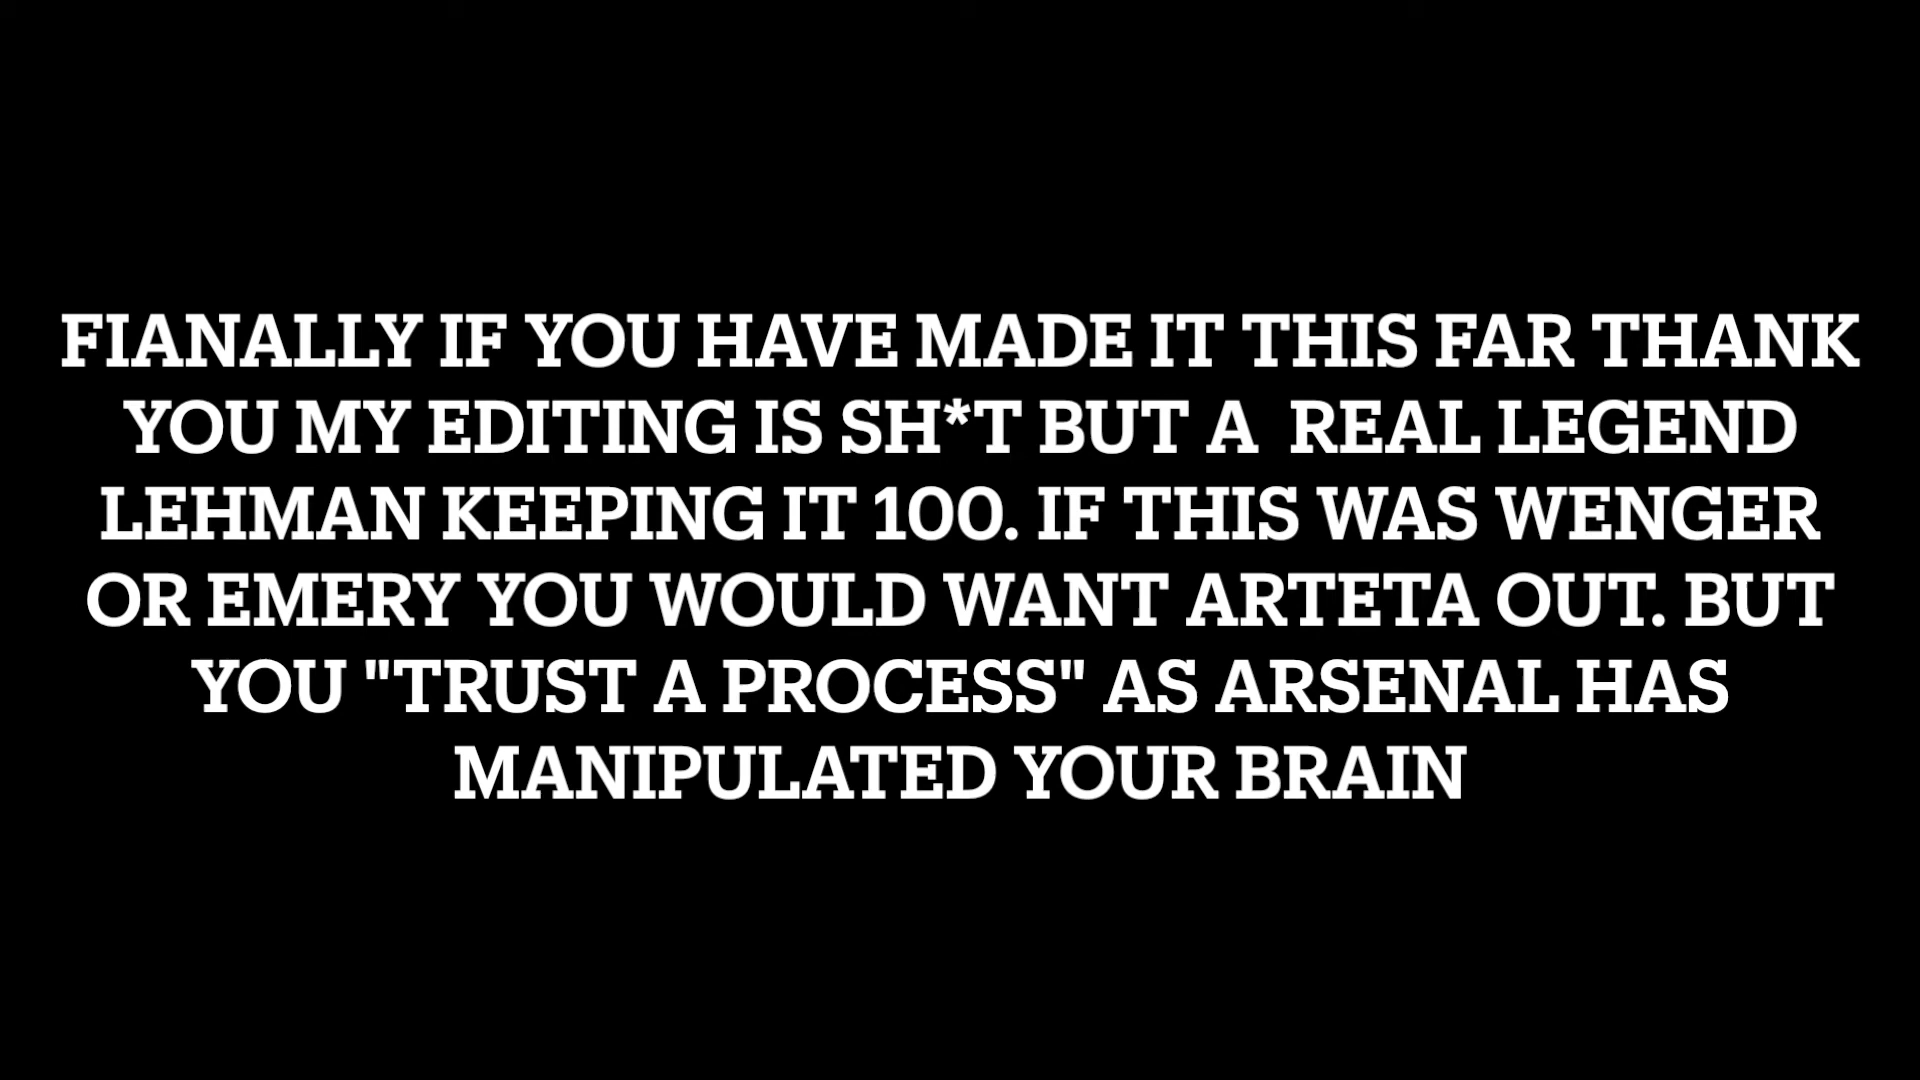 FIANALLY IF YOU HAVE MADE IT THIS FAR THANK
YOU MY EDITING IS SH*T BUT A  REAL LEGEND
LEHMAN KEEPING IT 100. IF THIS WAS WENGER
OR EMERY YOU WOULD WANT ARTETA OUT. BUT
YOU "TRUST A PROCESS" AS ARSENAL HAS
MANIPULATED YOUR BRAIN